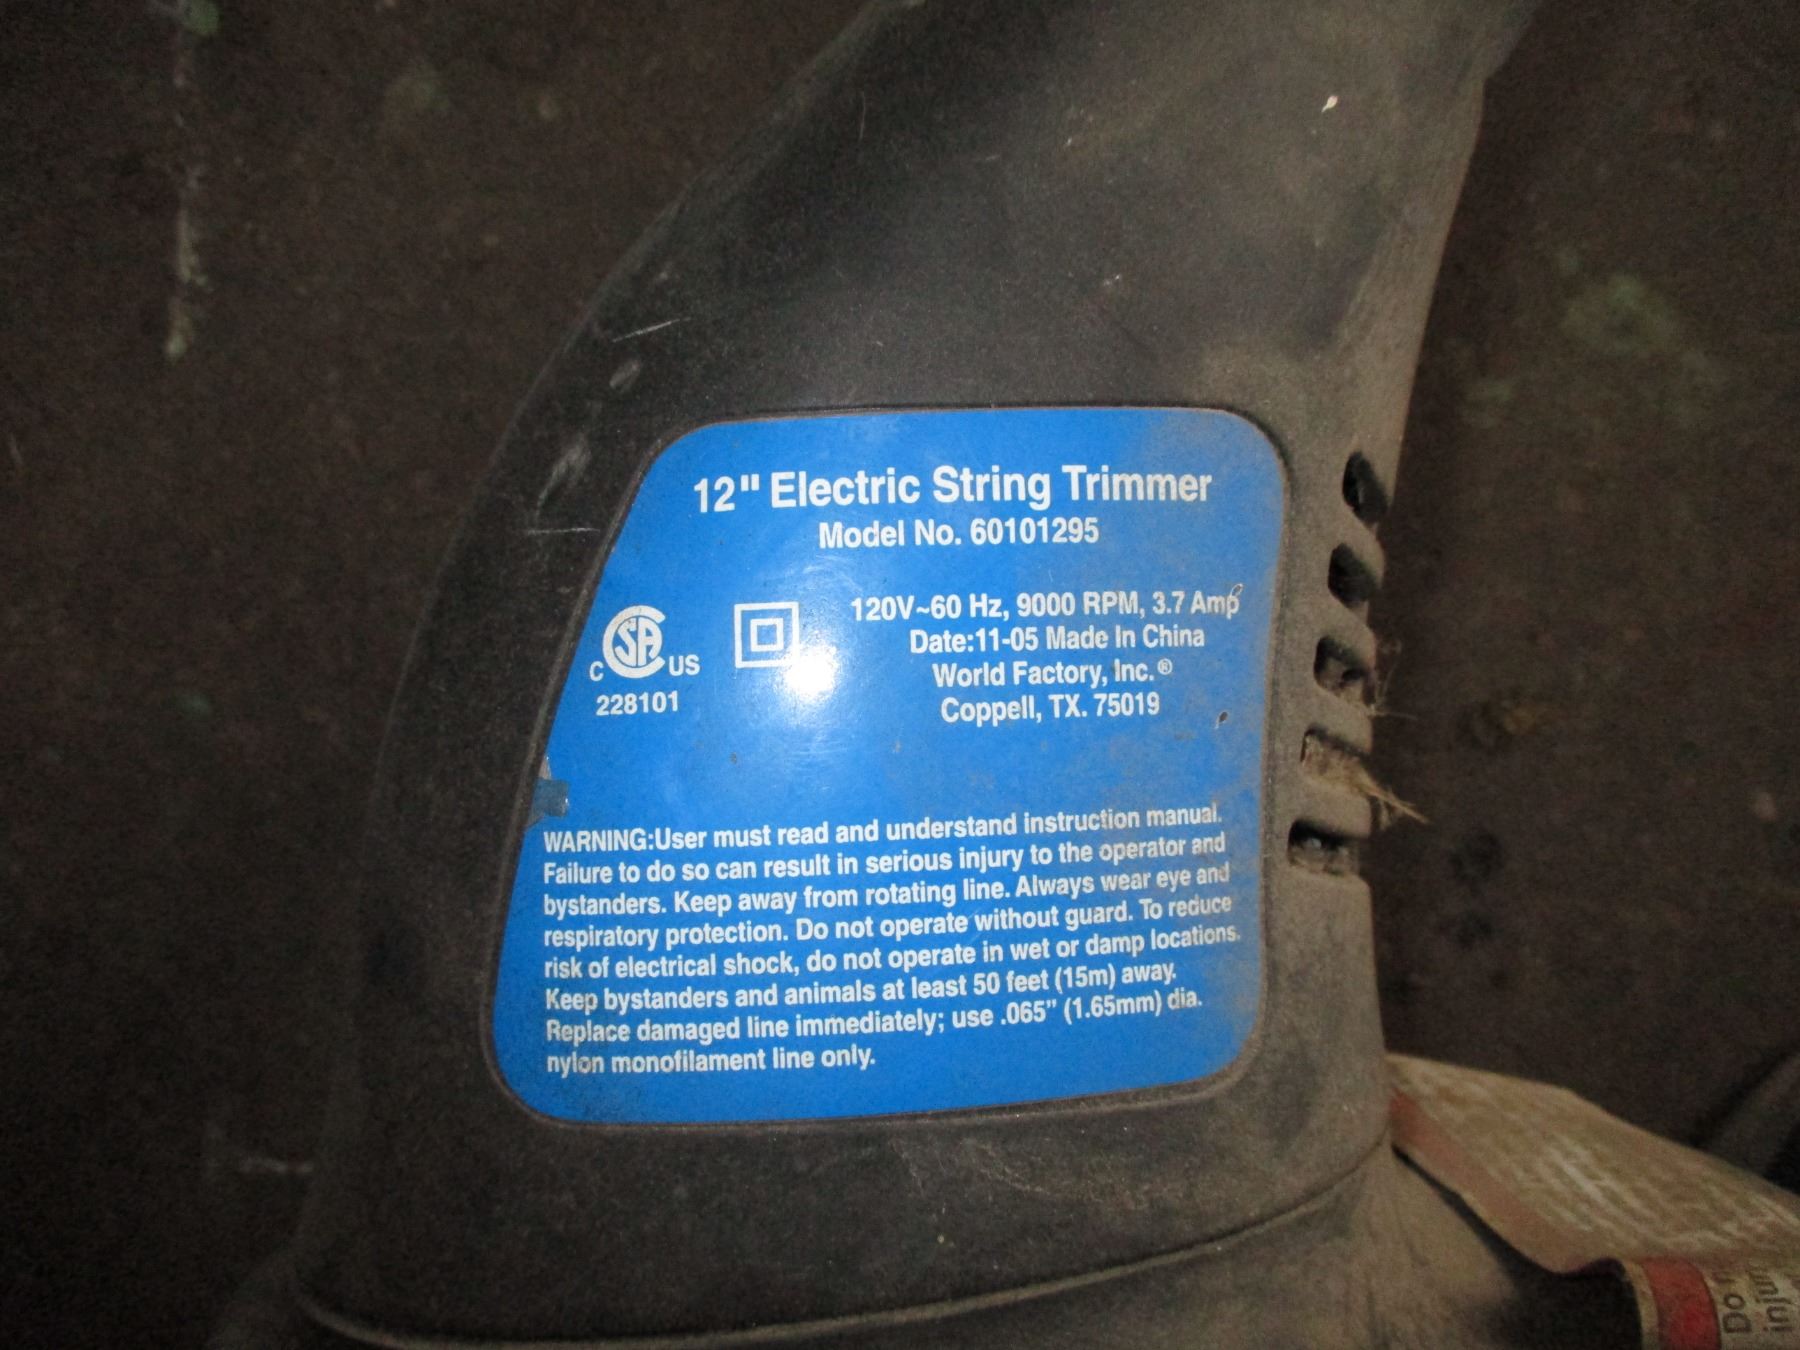 12" Electric String Trimmer
Model No. 60101295
120V~60 Hz, 9000 RPM, 3.7 Amp
Date:11-05 Made In China
World Factory, Inc.®
Coppell, TX. 75019
C SA US
228101
WARNING:User must read and understand instruction manual.
Failure to do so can result in serious injury to the operator and
bystanders. Keep away from rotating line. Always wear eye and
respiratory protection. Do not operate without guard. To reduce
risk of electrical shock, do not operate in wet or damp locations.
Keep bystanders and animals at least 50 feet (15m) away.
Replace damaged line immediately; use .065” (1.65mm) dia.
nylon monofilament line only.
Do